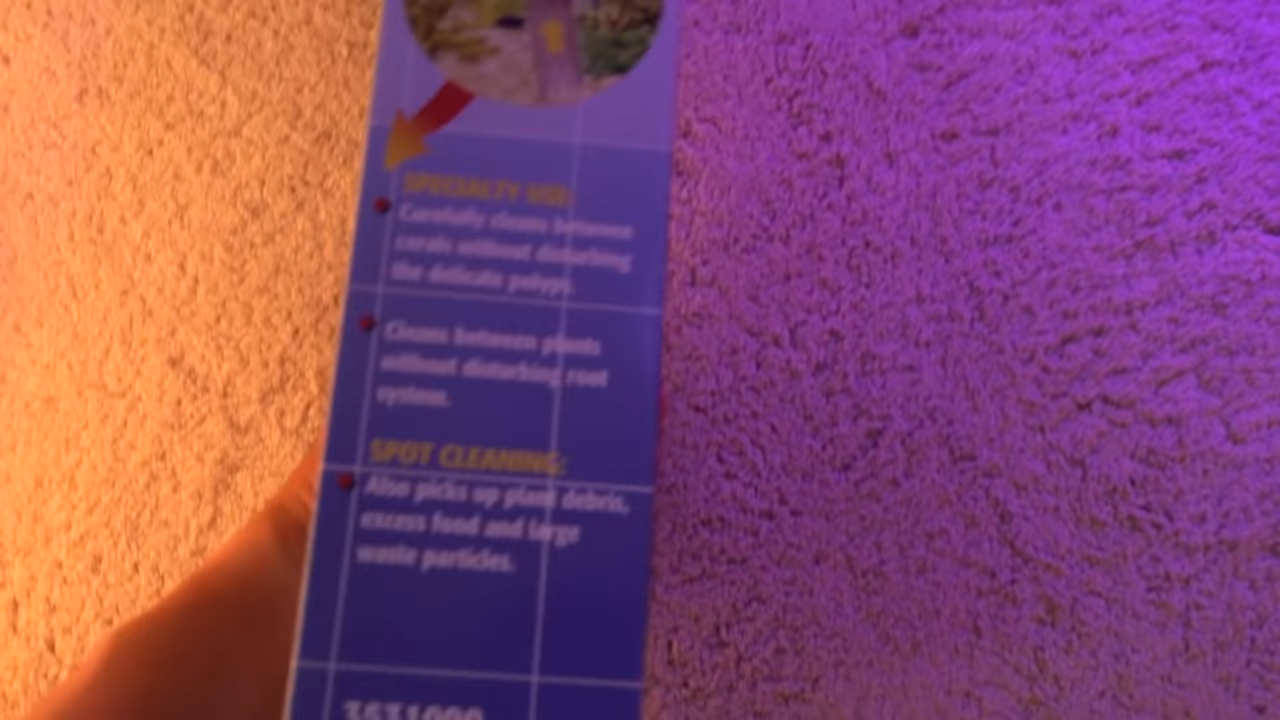 SPECIALTY USE:
Carefully cleans between
corals without disturbing
the delicate polyps.
Cleans between plants
without disturbing root
systems.
SPOT CLEANING:
Also picks up plant debris,
excess food and large
waste particles.